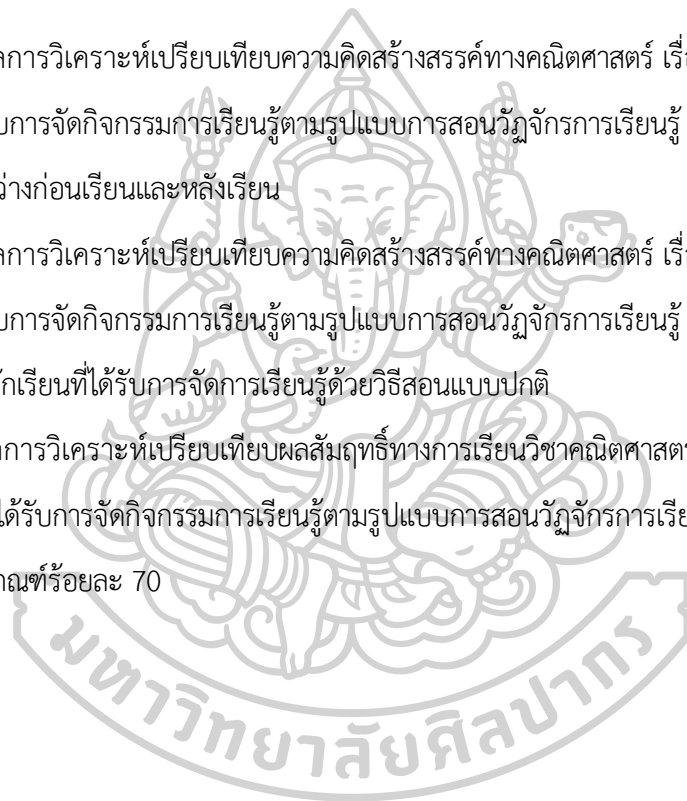 ลการวิเคราะห์เปรียบเทียบความคิดสร้างสรรค์ทางคณิตศาสตร์ เรื่
บการจัดกิจกรรมการเรียนรู้ตามรูปแบบการสอนวัฏจักรการเรียนรู้
ว่างก่อนเรียนและหลังเรียน
ลการวิเคราะห์เปรียบเทียบความคิดสร้างสรรค์ทางคณิตศาสตร์ เรื่
บการจัดกิจกรรมการเรียนรู้ตามรูปแบบการสอนวัฏจักรการเรียนรู้
ักเรียนที่ได้รับการจัดการเรียนรู้ด้วยวิธีสอนแบบปกติ
ลการวิเคราะห์เปรียบเทียบผลสัมฤทธิ์ทางการเรียนวิชาคณิตศาสตร
ได้รับการจัดกิจกรรมการเรียนรู้ตามรูปแบบการสอนวัฏจักรการเรีย
ณฑ์ร้อยละ 70
มหาวิทยาลัยศิลปากร